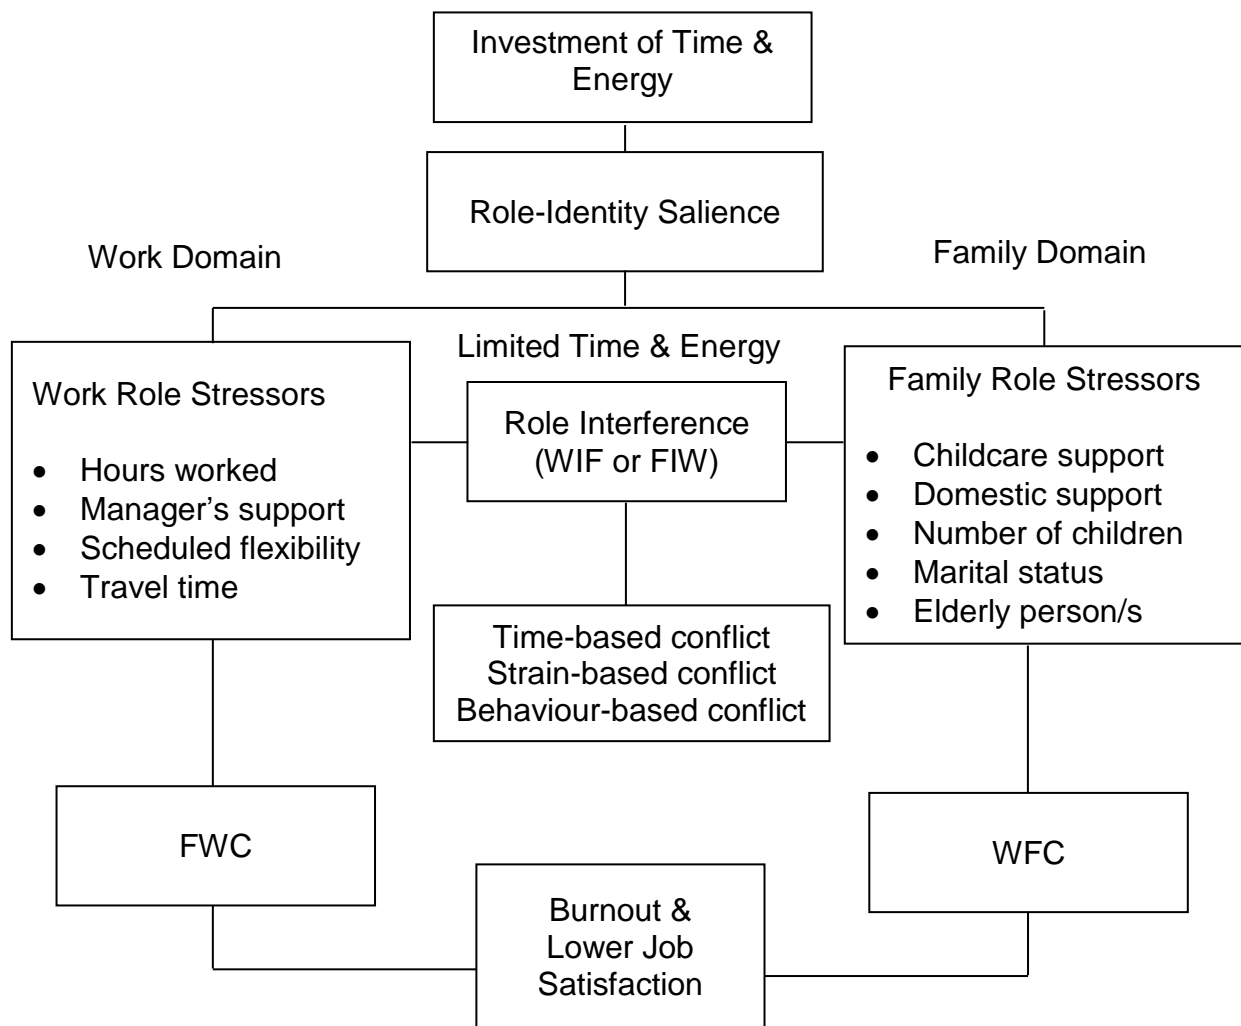 Investment of Time &
Energy
Role-Identity Salience
Work Domain
Family Domain
Limited Time & Energy
Work Role Stressors
• Hours worked
• Manager’s support
• Scheduled flexibility
• Travel time
Role Interference
(WIF or FIW)
Family Role Stressors
• Childcare support
• Domestic support
• Number of children
• Marital status
• Elderly person/s
Time-based conflict
Strain-based conflict
Behaviour-based conflict
FWC
WFC
Burnout &
Lower Job
Satisfaction